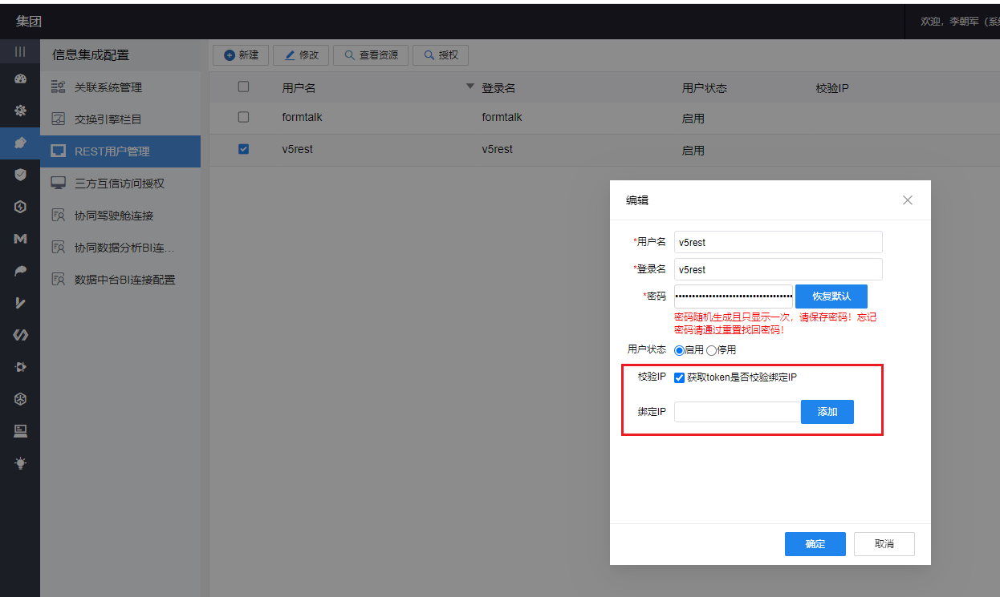 集团
欢迎，李朝军（系
信息集成配置
新建 修改 查看资源 授权
用户名 登录名 用户状态 校验IP
formtalk formtalk 启用
v5rest v5rest 启用
关联系统管理
交换引擎栏目
REST用户管理
三方互信访问授权
协同驾驶舱连接
协同数据分析BI连...
数据中台BI连接配置
编辑
*用户名 v5rest
*登录名 v5rest
*密码 恢复默认
密码随机生成且只显示一次，请保存密码！忘记
密码请通过重置找回密码！
用户状态 启用 停用
校验IP 获取token是否校验绑定IP
绑定IP 添加
确定 取消